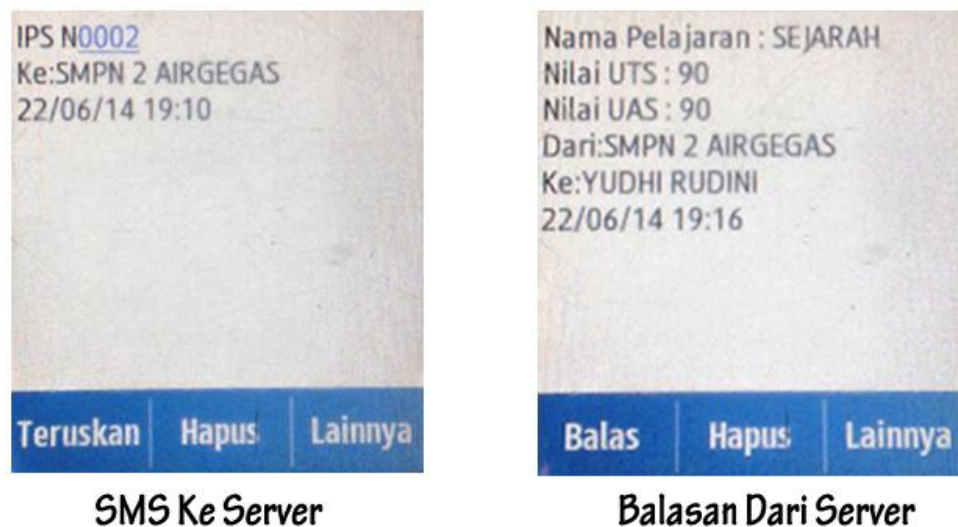 IPS N0002
Ke:SMPN 2 AIRGEGAS
22/06/14 19:10
Teruskan Hapus Lainnya
SMS Ke Server
Nama Pelajaran : SEJARAH
Nilai UTS : 90
Nilai UAS : 90
Dari:SMPN 2 AIRGEGAS
Ke:YUDHI RUDINI
22/06/14 19:16
Balas Hapus Lainnya
Balasan Dari Server